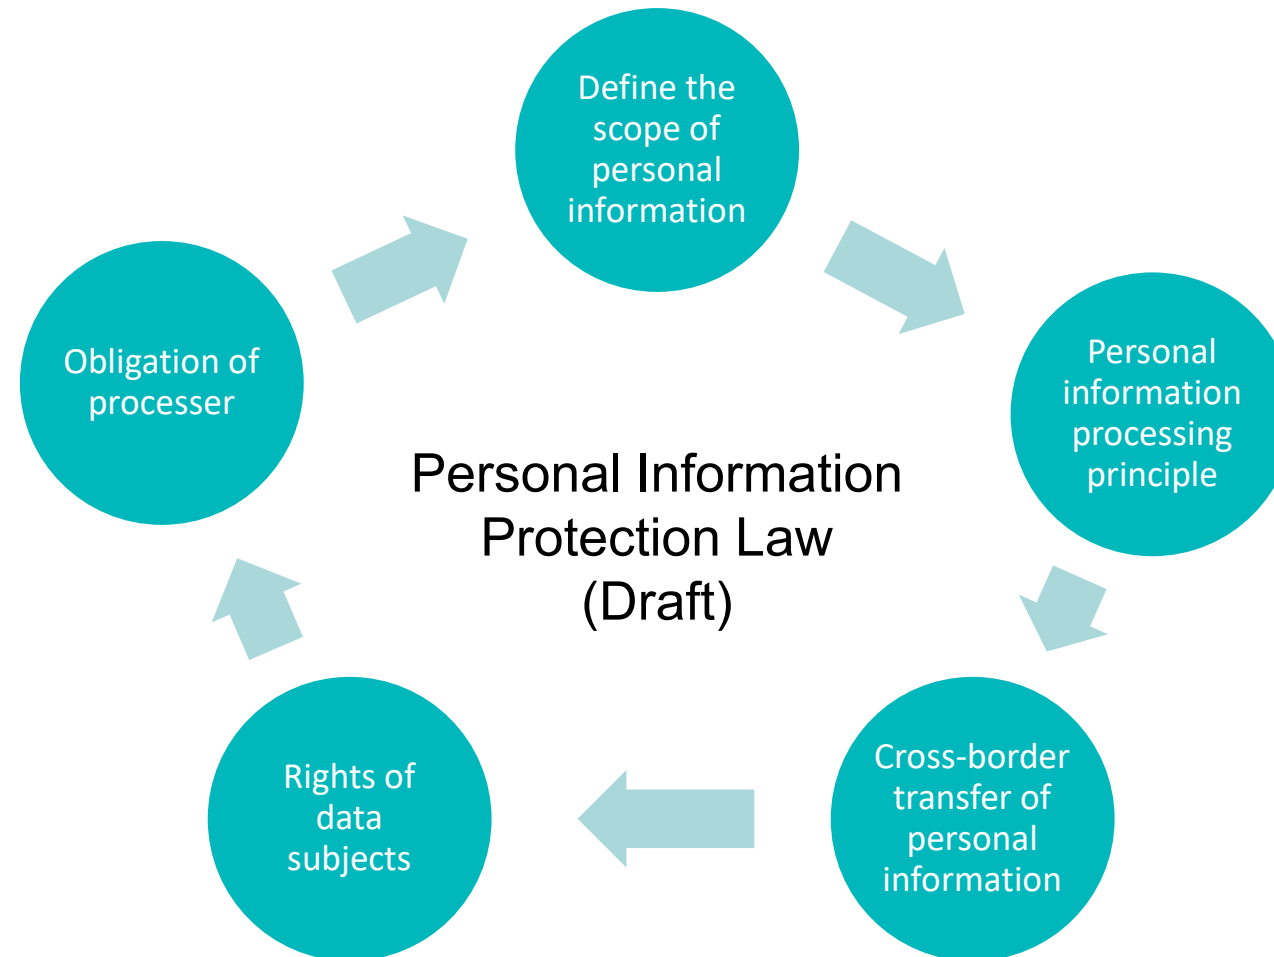 Define the
scope of
personal
information
Personal
information
processing
principle
Cross-border
transfer of
personal
information
Rights of
data
subjects
Obligation of
processer
Personal Information
Protection Law
(Draft)